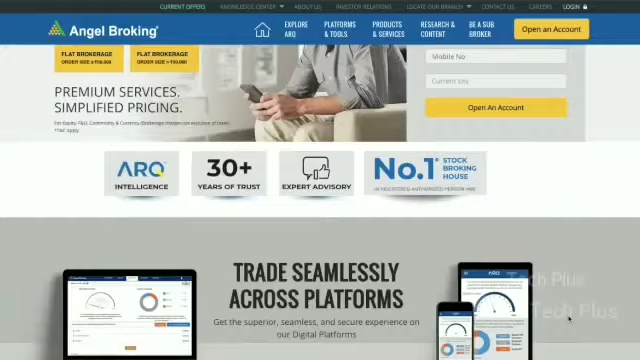 CURRENT OFFERS
KNOWLEDGE CENTER
ABOUT US
INVESTOR RELATIONS
LOCATE OUR BRANCH
CONTACT US
CAREERS
LOGIN
Angel Broking
EXPLORE
ARQ
PLATFORMS
& TOOLS
PRODUCTS
& SERVICES
RESEARCH &
CONTENT
BE A SUB
BROKER
Open an Account
FLAT BROKERAGE
FLAT BROKERAGE
PREMIUM SERVICES.
SIMPLIFIED PRICING.
Mobile No
Current city
Open An Account
ARQ
INTELLIGENCE
30+
YEARS OF TRUST
EXPERT ADVISORY
No.1*
STOCK
BROKING
HOUSE
TRADE SEAMLESSLY
ACROSS PLATFORMS
Get the superior, seamless, and secure experience on
our Digital Platforms
Tech Plus
Tech Plus